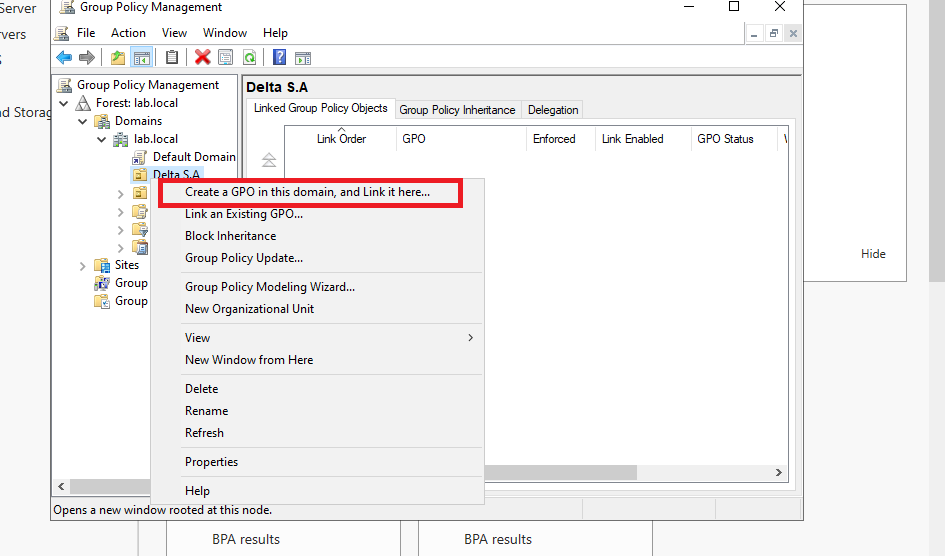 Server
Group Policy Management
File Action View Window Help
Group Policy Management
Forest: lab.local
Domains
lab.local
Default Domain
Delta S.A
Sites
Group
Group
Delta S.A
Linked Group Policy Objects Group Policy Inheritance Delegation
Link Order GPO Enforced Link Enabled GPO Status
Create a GPO in this domain, and Link it here...
Link an Existing GPO...
Block Inheritance
Group Policy Update...
Group Policy Modeling Wizard...
New Organizational Unit
View
New Window from Here
Delete
Rename
Refresh
Properties
Help
Opens a new window rooted at this node.
Hide
BPA results BPA results